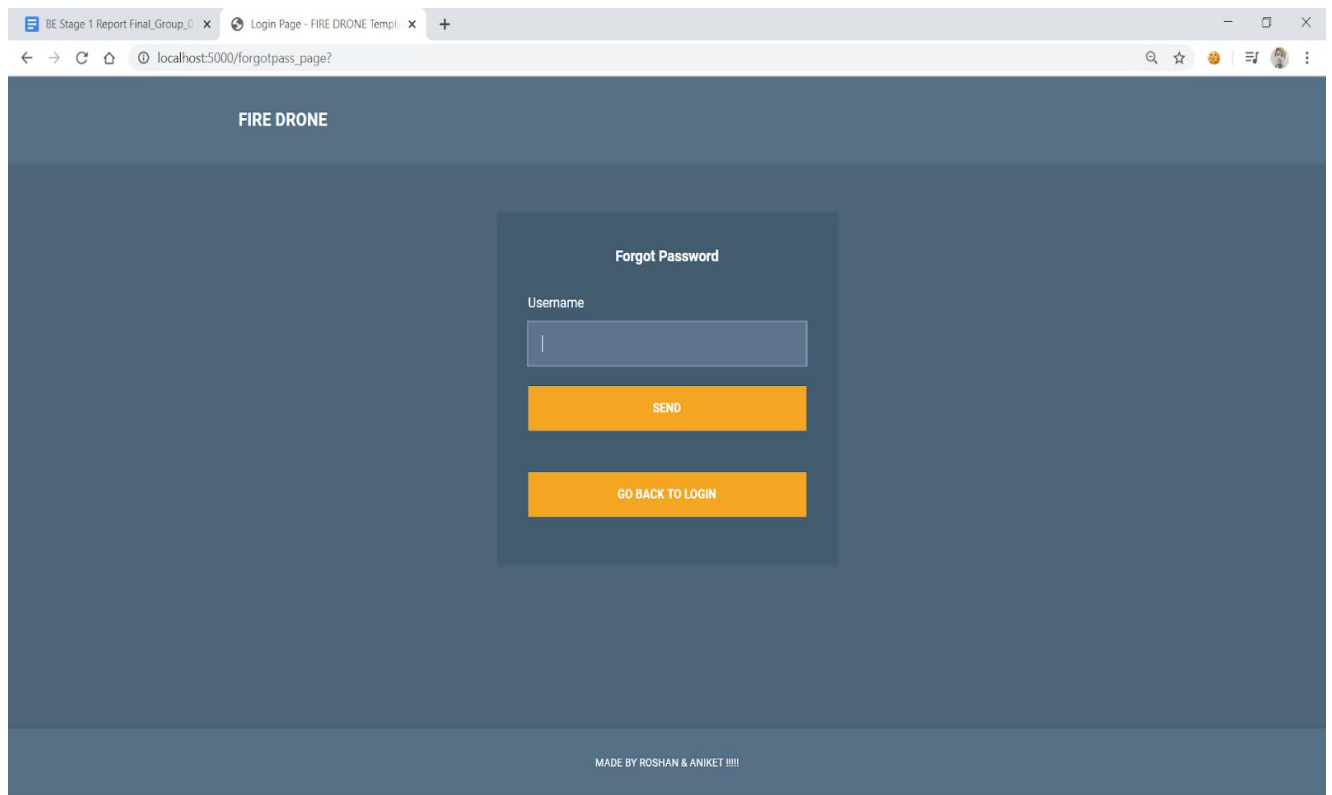 BE Stage 1 Report Final_Group_0
Login Page - FIRE DRONE Templa
localhost:5000/forgotpass_page?
FIRE DRONE
Forgot Password
Username
SEND
GO BACK TO LOGIN
MADE BY ROSHAN & ANIKET !!!!!